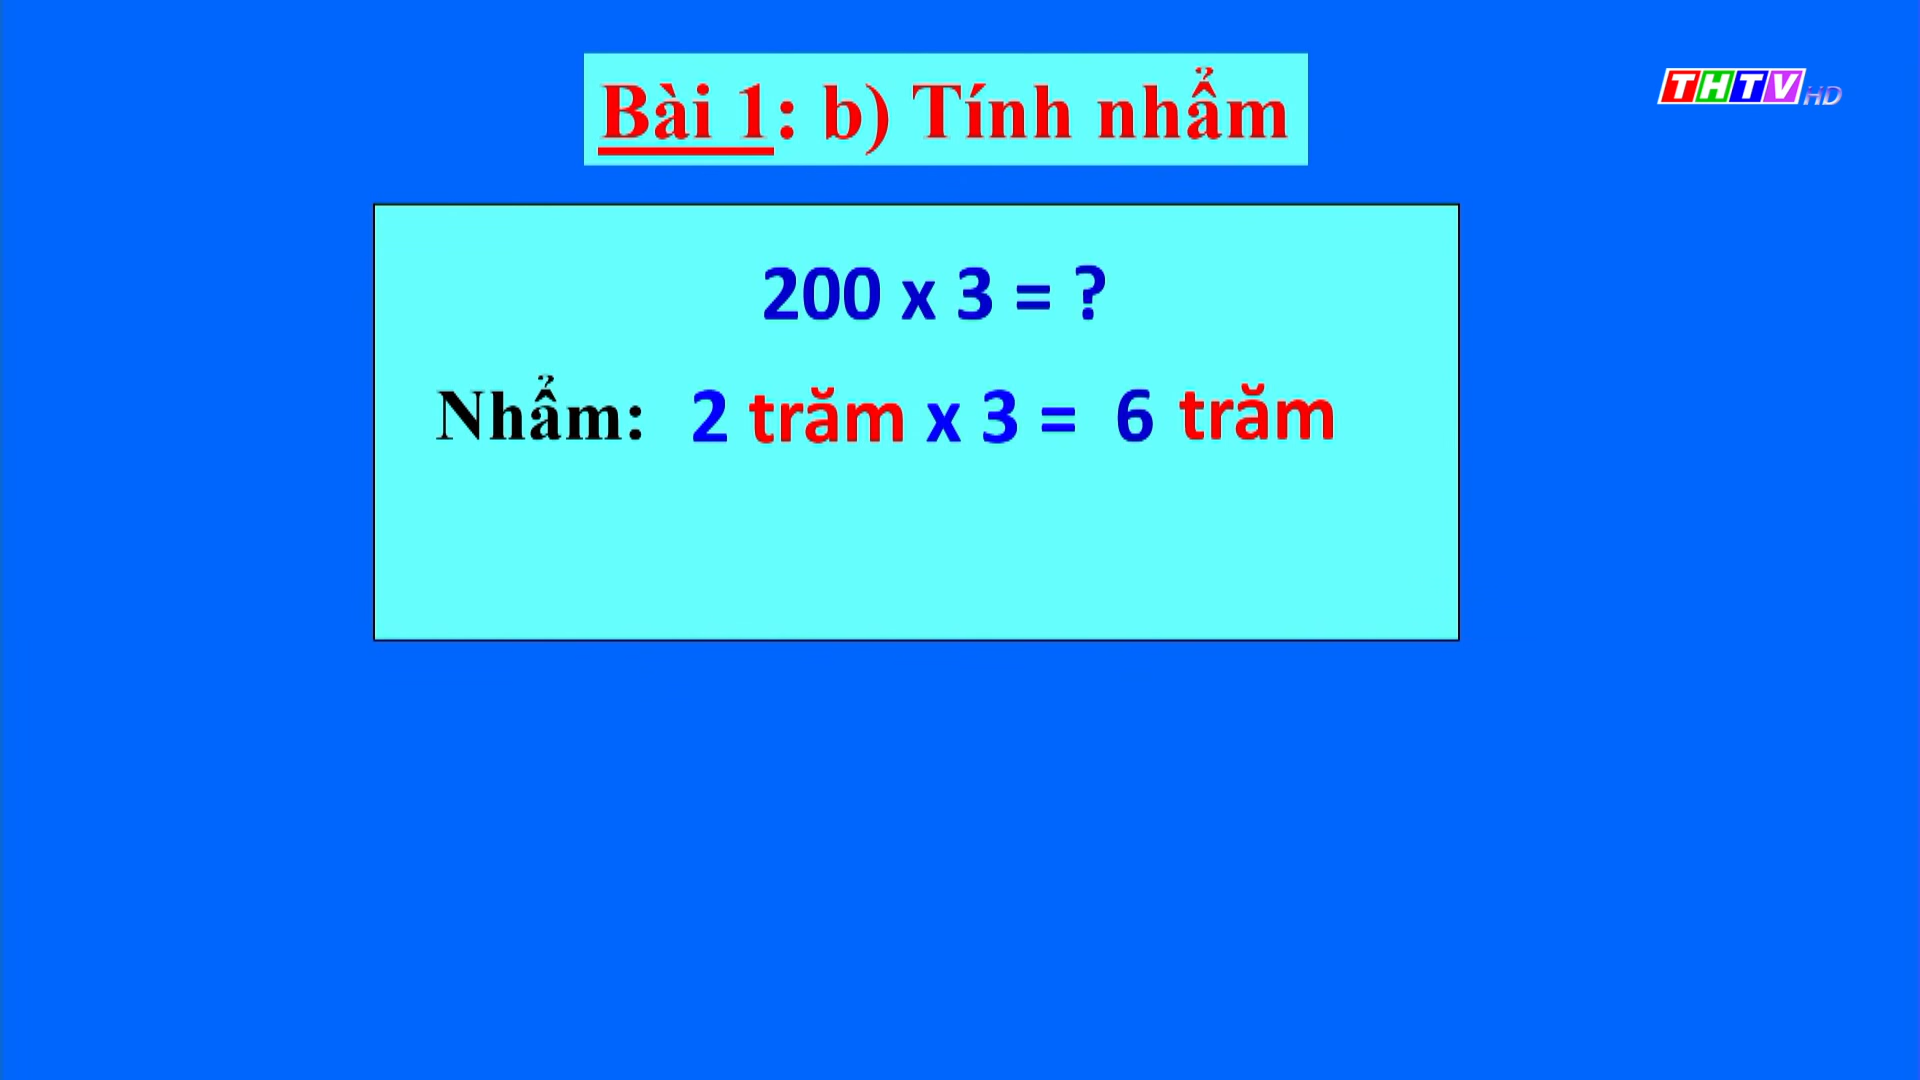 Bài 1: b) Tính nhẩm
THTV HD
200 x 3 = ?
Nhẩm: 2 trăm x 3 = 6 trăm